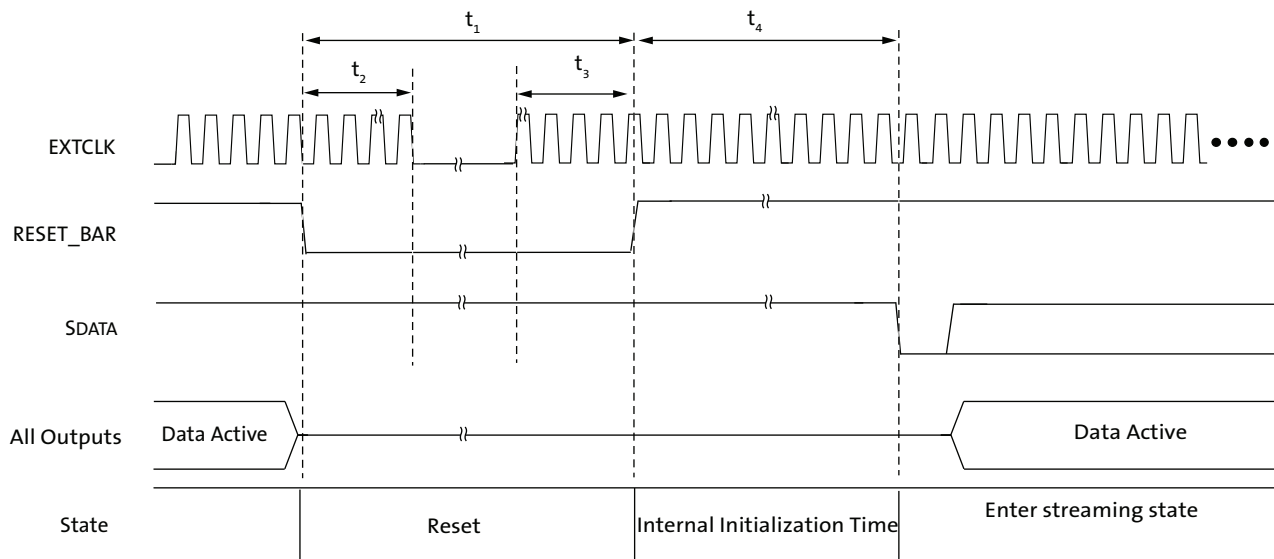 t₁
t₄
t₂
t₃
EXTCLK
RESET_BAR
SDATA
All Outputs
Data Active
Data Active
State
Reset
Internal Initialization Time
Enter streaming state